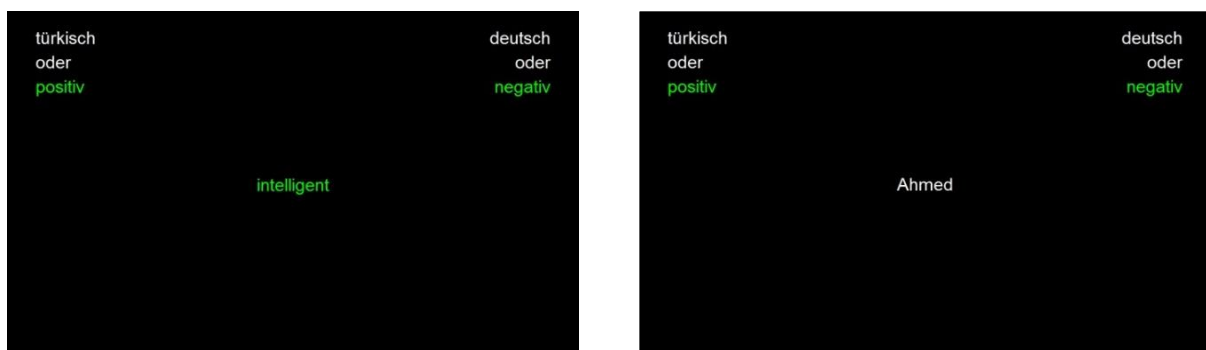 türkisch
oder
positiv
deutsch
oder
negativ
intelligent
türkisch
oder
positiv
deutsch
oder
negativ
Ahmed